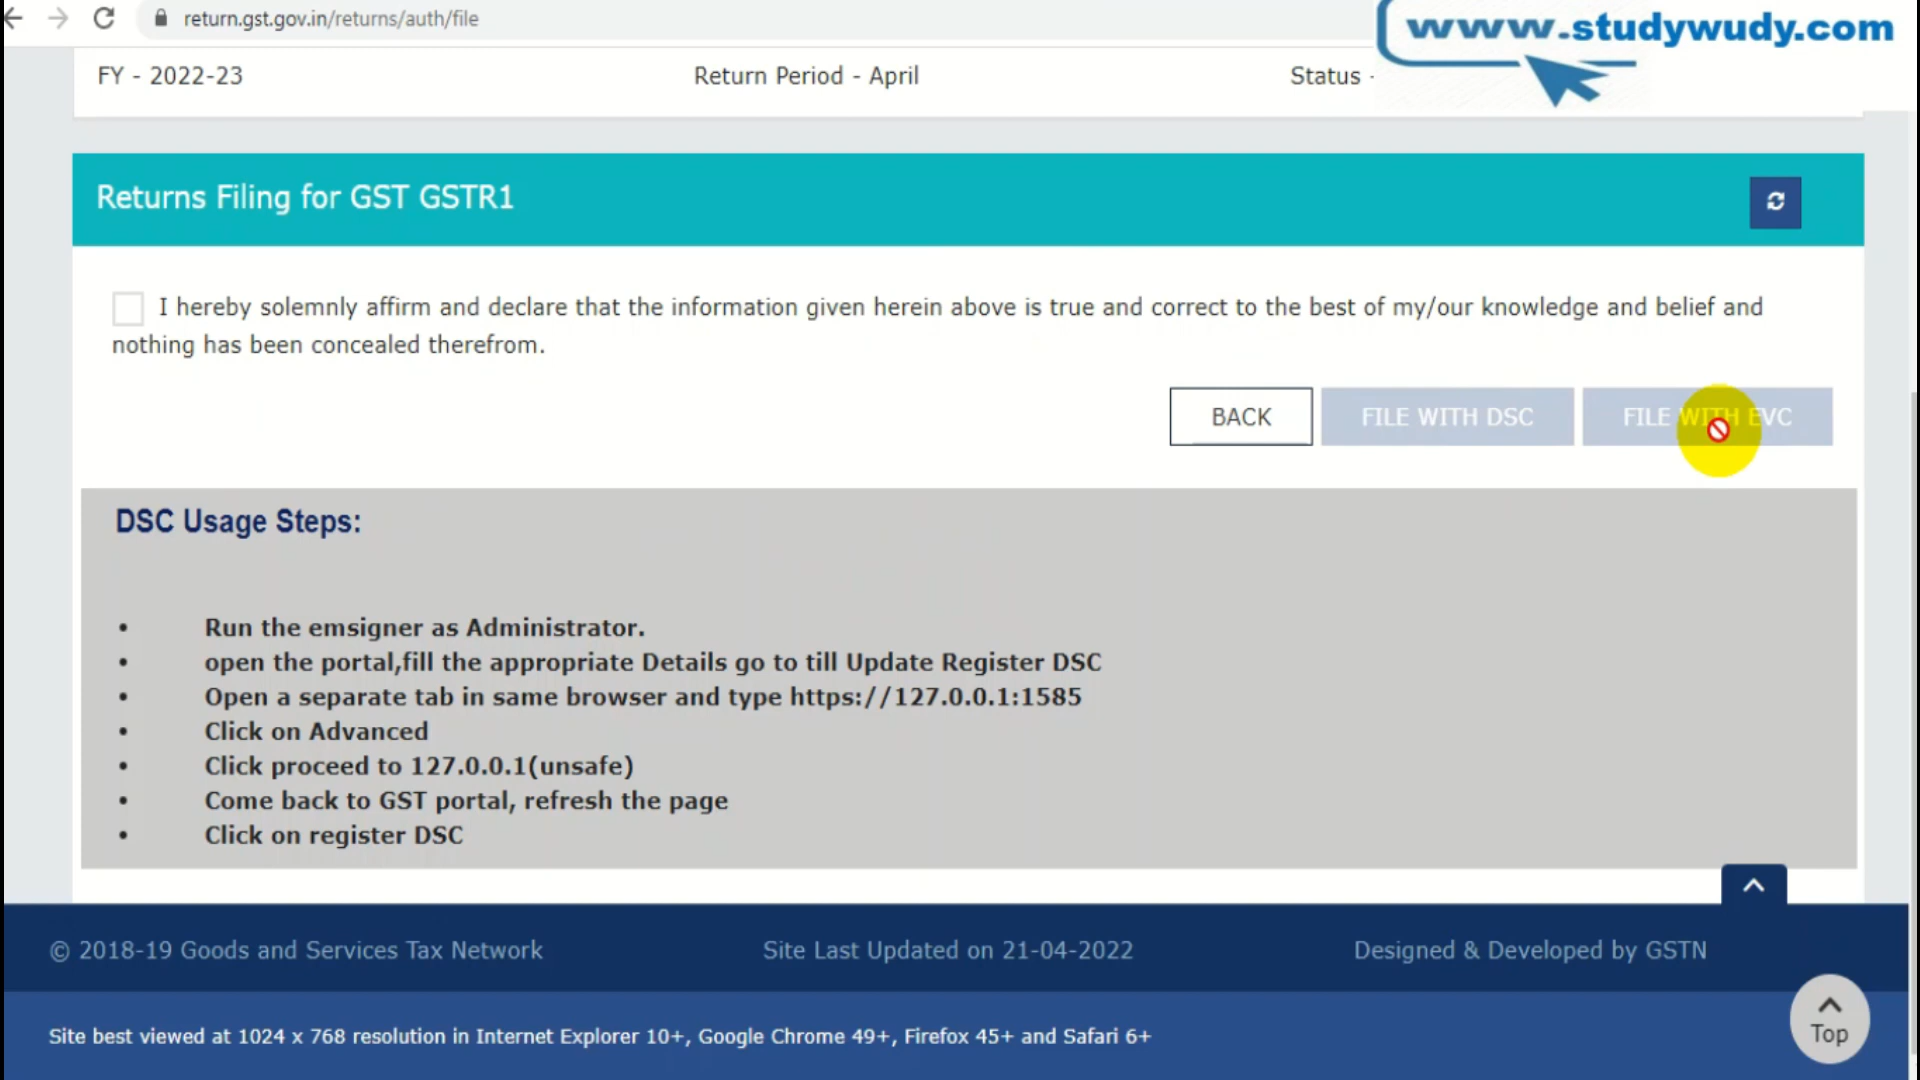 return.gst.gov.in/returns/auth/file
www.studywudy.com
FY - 2022-23
Return Period - April
Status -
Returns Filing for GST GSTR1
I hereby solemnly affirm and declare that the information given herein above is true and correct to the best of my/our knowledge and belief and
nothing has been concealed therefrom.
BACK
FILE WITH DSC
FILE WITH EVC
DSC Usage Steps:
• Run the emsigner as Administrator.
• open the portal,fill the appropriate Details go to till Update Register DSC
• Open a separate tab in same browser and type https://127.0.0.1:1585
• Click on Advanced
• Click proceed to 127.0.0.1(unsafe)
• Come back to GST portal, refresh the page
• Click on register DSC
© 2018-19 Goods and Services Tax Network
Site Last Updated on 21-04-2022
Designed & Developed by GSTN
Site best viewed at 1024 x 768 resolution in Internet Explorer 10+, Google Chrome 49+, Firefox 45+ and Safari 6+
Top